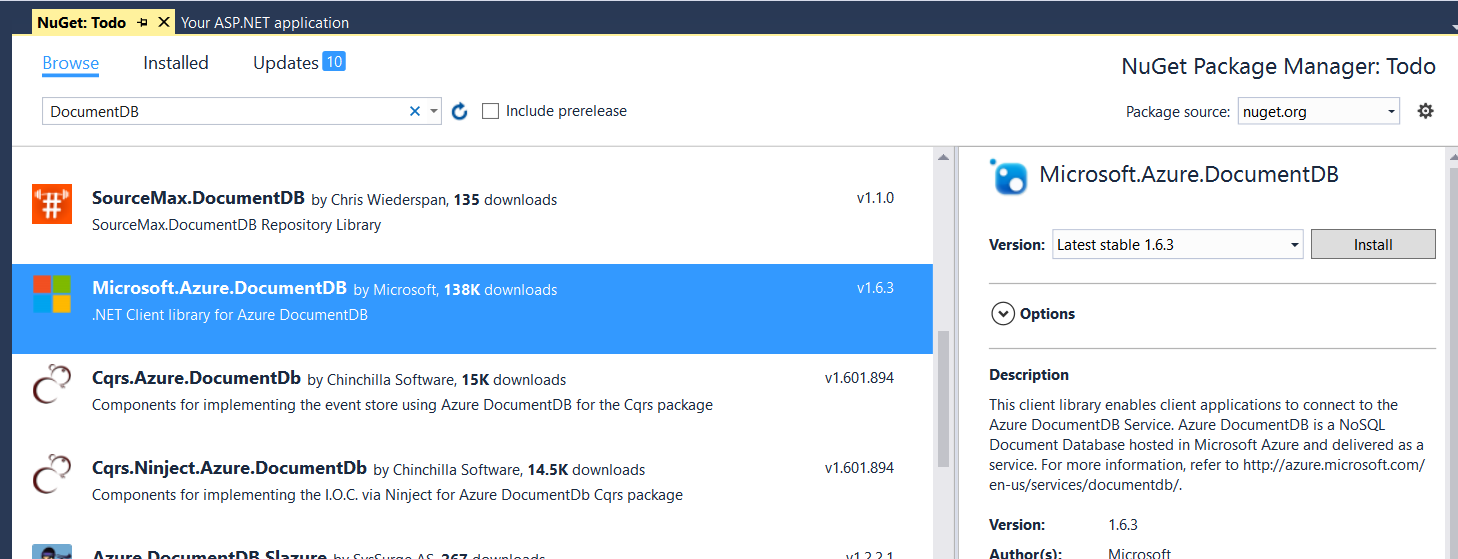 NuGet: Todo Your ASP.NET application
Browse Installed Updates 10
NuGet Package Manager: Todo
DocumentDB Include prerelease
Package source: nuget.org
SourceMax.DocumentDB by Chris Wiederspan, 135 downloads v1.1.0
SourceMax.DocumentDB Repository Library
Microsoft.Azure.DocumentDB by Microsoft, 138K downloads v1.6.3
.NET Client library for Azure DocumentDB
Cqrs.Azure.DocumentDb by Chinchilla Software, 15K downloads v1.601.894
Components for implementing the event store using Azure DocumentDB for the Cqrs package
Cqrs.Ninject.Azure.DocumentDb by Chinchilla Software, 14.5K downloads v1.601.894
Components for implementing the I.O.C. via Ninject for Azure DocumentDb Cqrs package
Azure.DocumentDB.Slazure by SysSurge AS, 267 downloads v1.2.2.1
Microsoft.Azure.DocumentDB
Version: Latest stable 1.6.3 Install
Options
Description
This client library enables client applications to connect to the
Azure DocumentDB Service. Azure DocumentDB is a NoSQL
Document Database hosted in Microsoft Azure and delivered as a
service. For more information, refer to http://azure.microsoft.com/
en-us/services/documentdb/.
Version: 1.6.3
Author(s): Microsoft